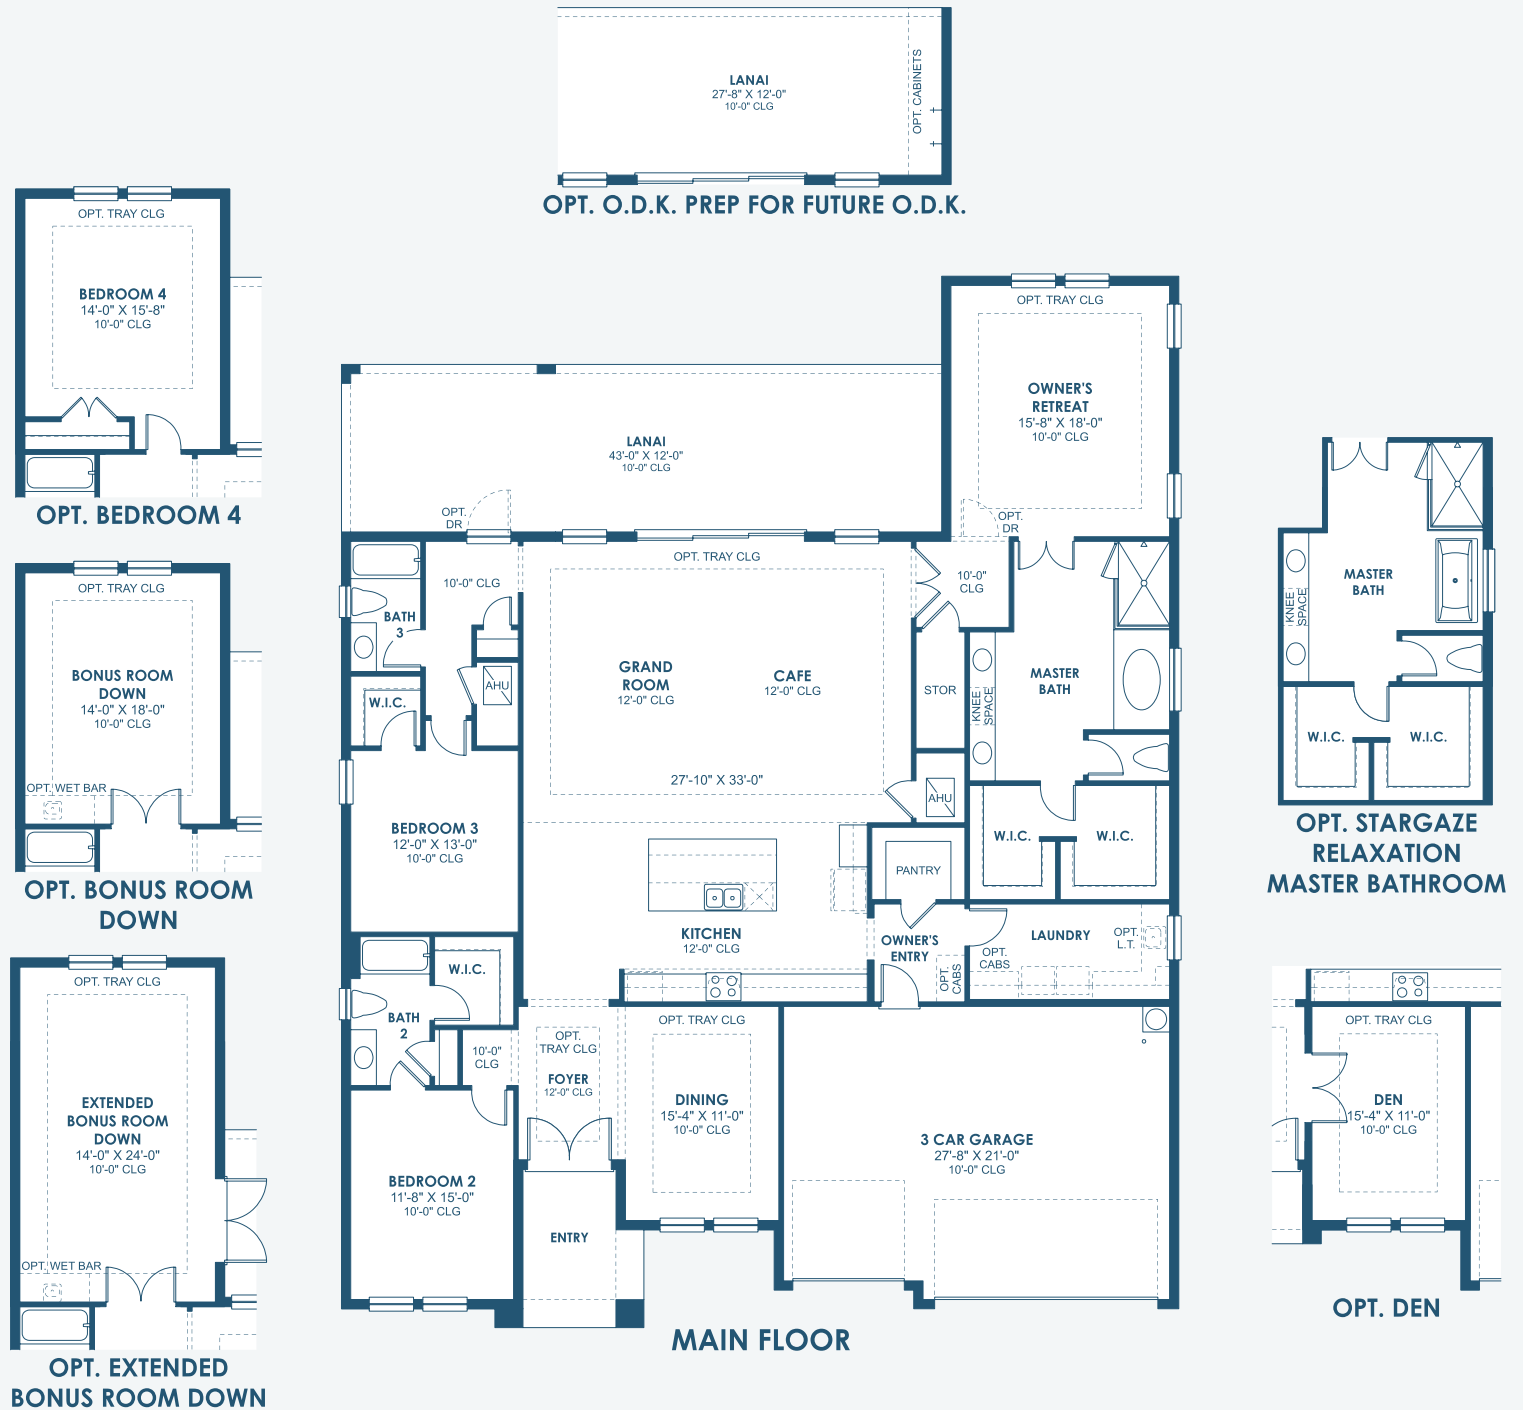 LANAI
27'-8" X 12'-0"
10'-0" CLG
OPT. CABINETS
OPT. O.D.K. PREP FOR FUTURE O.D.K.
OPT. TRAY CLG
BEDROOM 4
14'-0" X 15'-8"
10'-0" CLG
OPT. BEDROOM 4
OPT. TRAY CLG
BONUS ROOM
DOWN
14'-0" X 18'-0"
10'-0" CLG
OPT. WET BAR
OPT. BONUS ROOM
DOWN
OPT. TRAY CLG
EXTENDED
BONUS ROOM
DOWN
14'-0" X 24'-0"
10'-0" CLG
OPT. WET BAR
OPT. EXTENDED
BONUS ROOM DOWN
OPT. TRAY CLG
OWNER'S
RETREAT
15'-8" X 18'-0"
10'-0" CLG
LANAI
43'-0" X 12'-0"
10'-0" CLG
OPT.
DR
OPT.
DR
OPT. TRAY CLG
10'-0" CLG
10'-0"
CLG
BATH
3
AHU
W.I.C.
GRAND
ROOM
12'-0" CLG
CAFE
12'-0" CLG
27'-10" X 33'-0"
STOR
KNEE
SPACE
MASTER
BATH
AHU
W.I.C.
W.I.C.
BEDROOM 3
12'-0" X 13'-0"
10'-0" CLG
PANTRY
KITCHEN
12'-0" CLG
OWNER'S
ENTRY
OPT.
CABS
OPT.
CABS
LAUNDRY
OPT.
L.T.
W.I.C.
BATH
2
10'-0"
CLG
OPT.
TRAY CLG
FOYER
12'-0" CLG
OPT. TRAY CLG
DINING
15'-4" X 11'-0"
10'-0" CLG
3 CAR GARAGE
27'-8" X 21'-0"
10'-0" CLG
BEDROOM 2
11'-8" X 15'-0"
10'-0" CLG
ENTRY
MAIN FLOOR
MASTER
BATH
KNEE
SPACE
W.I.C.
W.I.C.
OPT. STARGAZE
RELAXATION
MASTER BATHROOM
OPT. TRAY CLG
DEN
15'-4" X 11'-0"
10'-0" CLG
OPT. DEN